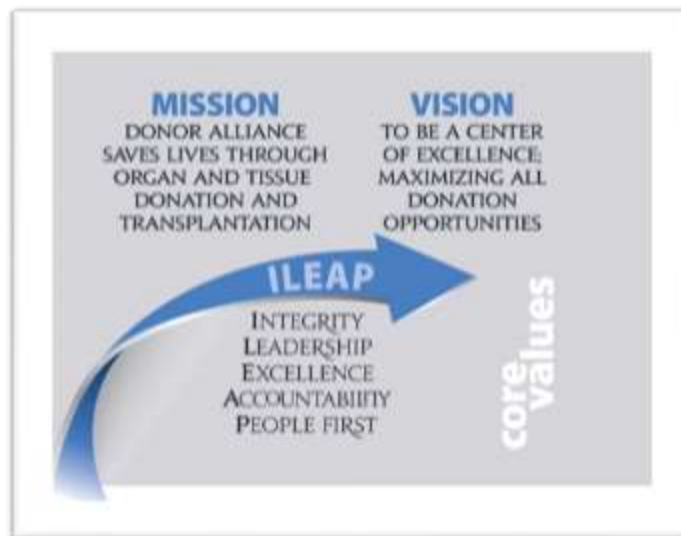 MISSION
DONOR ALLIANCE
SAVES LIVES THROUGH
ORGAN AND TISSUE
DONATION AND
TRANSPLANTATION
VISION
TO BE A CENTER
OF EXCELLENCE;
MAXIMIZING ALL
DONATION
OPPORTUNITIES
ILEAP
INTEGRITY
LEADERSHIP
EXCELLENCE
ACCOUNTABILITY
PEOPLE FIRST
core
values